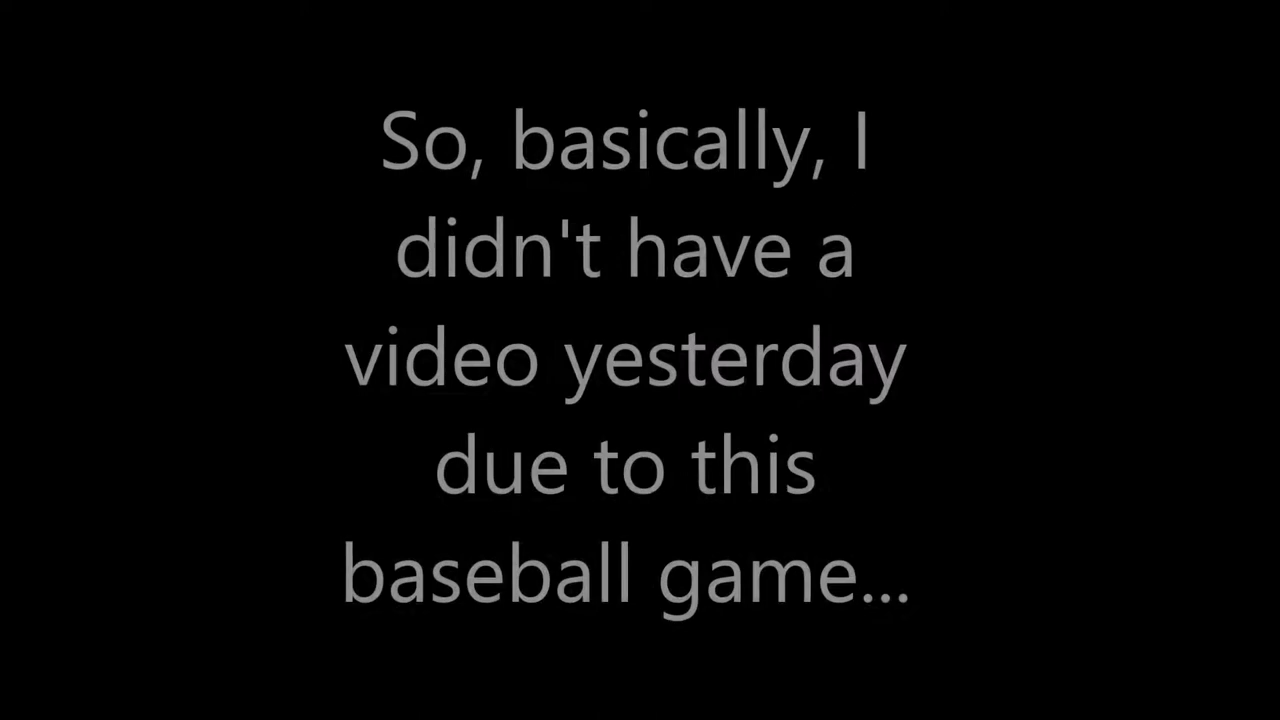 So, basically, I
didn't have a
video yesterday
due to this
baseball game...